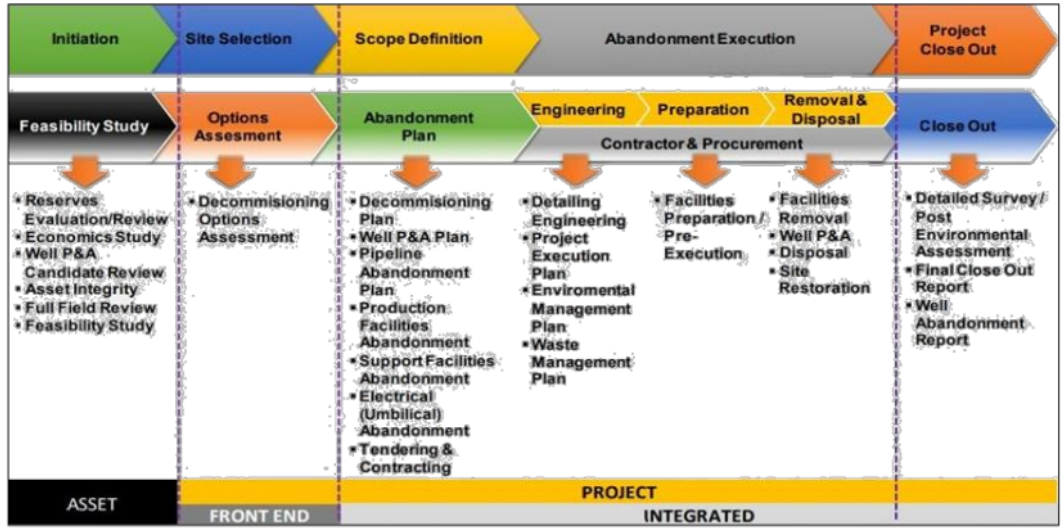 Initiation
Site Selection
Scope Definition
Abandonment Execution
Project
Close Out
Feasibility Study
Options
Assesment
Abandonment
Plan
Engineering
Preparation
Removal &
Disposal
Contractor & Procurement
Close Out
▪ Reserves
Evaluation/Review
▪ Economics Study
▪ Well P&A
Candidate Review
▪ Asset Integrity
▪ Full Field Review
▪ Feasibility Study
▪ Decommisioning
Options
Assessment
▪ Decommisioning
Plan
▪ Well P&A Plan
▪ Pipeline
Abandonment
Plan
▪ Production
Facilities
Abandonment
▪ Support Facilities
Abandonment
▪ Electrical
(Umbilical)
Abandonment
▪ Tendering &
Contracting
▪ Detailing
Engineering
▪ Project
Execution
Plan
▪ Enviromental
Management
Plan
▪ Waste
Management
Plan
▪ Facilities
Preparation /
Pre-
Execution
▪ Facilities
Removal
▪ Well P&A
▪ Disposal
▪ Site
Restoration
▪ Detailed Survey /
Post
Environmental
Assessment
▪ Final Close Out
Report
▪ Well
Abandonment
Report
ASSET
PROJECT
FRONT END
INTEGRATED